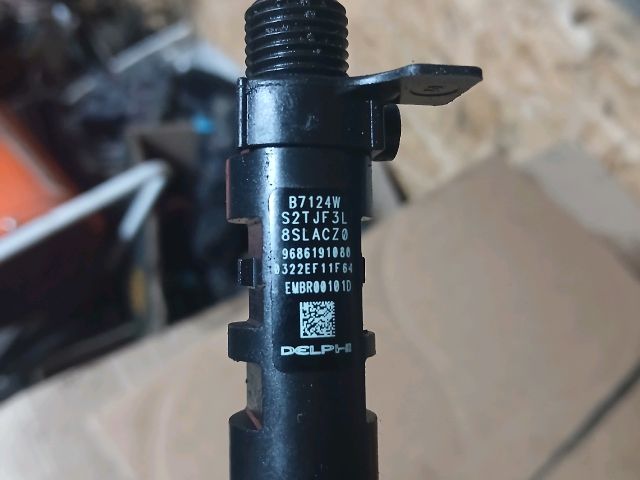 B7124W
S2TJF3L
8SLACZ0
9686191080
0322EF11F64
EMBR00101D
DELPHI